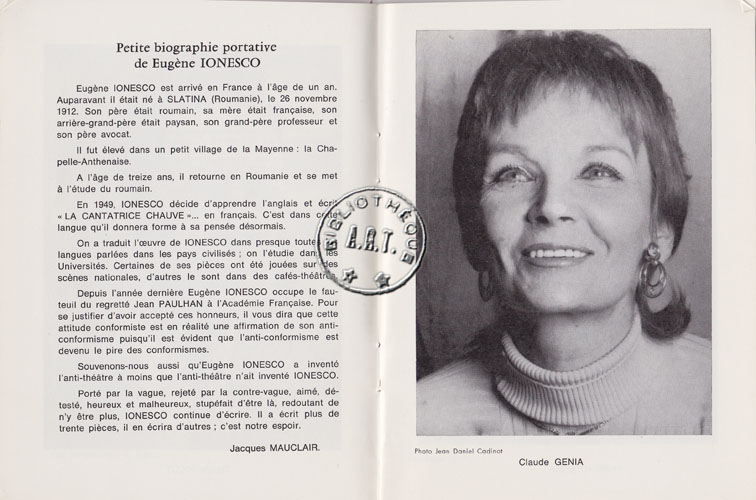 Petite biographie portative
de Eugène IONESCO
Eugène IONESCO est arrivé en France à l'âge de un an.
Auparavant il était né à SLATINA (Roumanie), le 26 novembre
1912. Son père était roumain, sa mère était française, son
arrière-grand-père était paysan, son grand-père professeur et
son père avocat.
Il fut élevé dans un petit village de la Mayenne : la Cha-
pelle-Anthenaise.
A l'âge de treize ans, il retourne en Roumanie et se met
à l'étude du roumain.
En 1949, IONESCO décide d'apprendre l'anglais et écrit
« LA CANTATRICE CHAUVE »... en français. C'est dans cette
langue qu'il donnera forme à sa pensée désormais.
On a traduit l'œuvre de IONESCO dans presque toutes
langues parlées dans les pays civilisés ; on l'étudie dans les
Universités. Certaines de ses pièces ont été jouées sur des
scènes nationales, d'autres le sont dans des cafés-théâtres.
Depuis l'année dernière Eugène IONESCO occupe le fau-
teuil du regretté Jean PAULHAN à l'Académie Française. Pour
se justifier d'avoir accepté ces honneurs, il vous dira que cette
attitude conformiste est en réalité une affirmation de son anti-
conformisme puisqu'il est évident que l'anti-conformisme est
devenu le pire des conformismes.
Souvenons-nous aussi qu'Eugène IONESCO a inventé
l'anti-théâtre à moins que l'anti-théâtre n'ait inventé IONESCO.
Porté par la vague, rejeté par la contre-vague, aimé, dé-
testé, heureux et malheureux, stupéfait d'être là, redoutant de
n'y être plus, IONESCO continue d'écrire. Il a écrit plus de
trente pièces, il en écrira d'autres ; c'est notre espoir.
Jacques MAUCLAIR.
BIBLIOTHÈQUE
A.R.T.
Photo Jean Daniel Cadinot
Claude GENIA